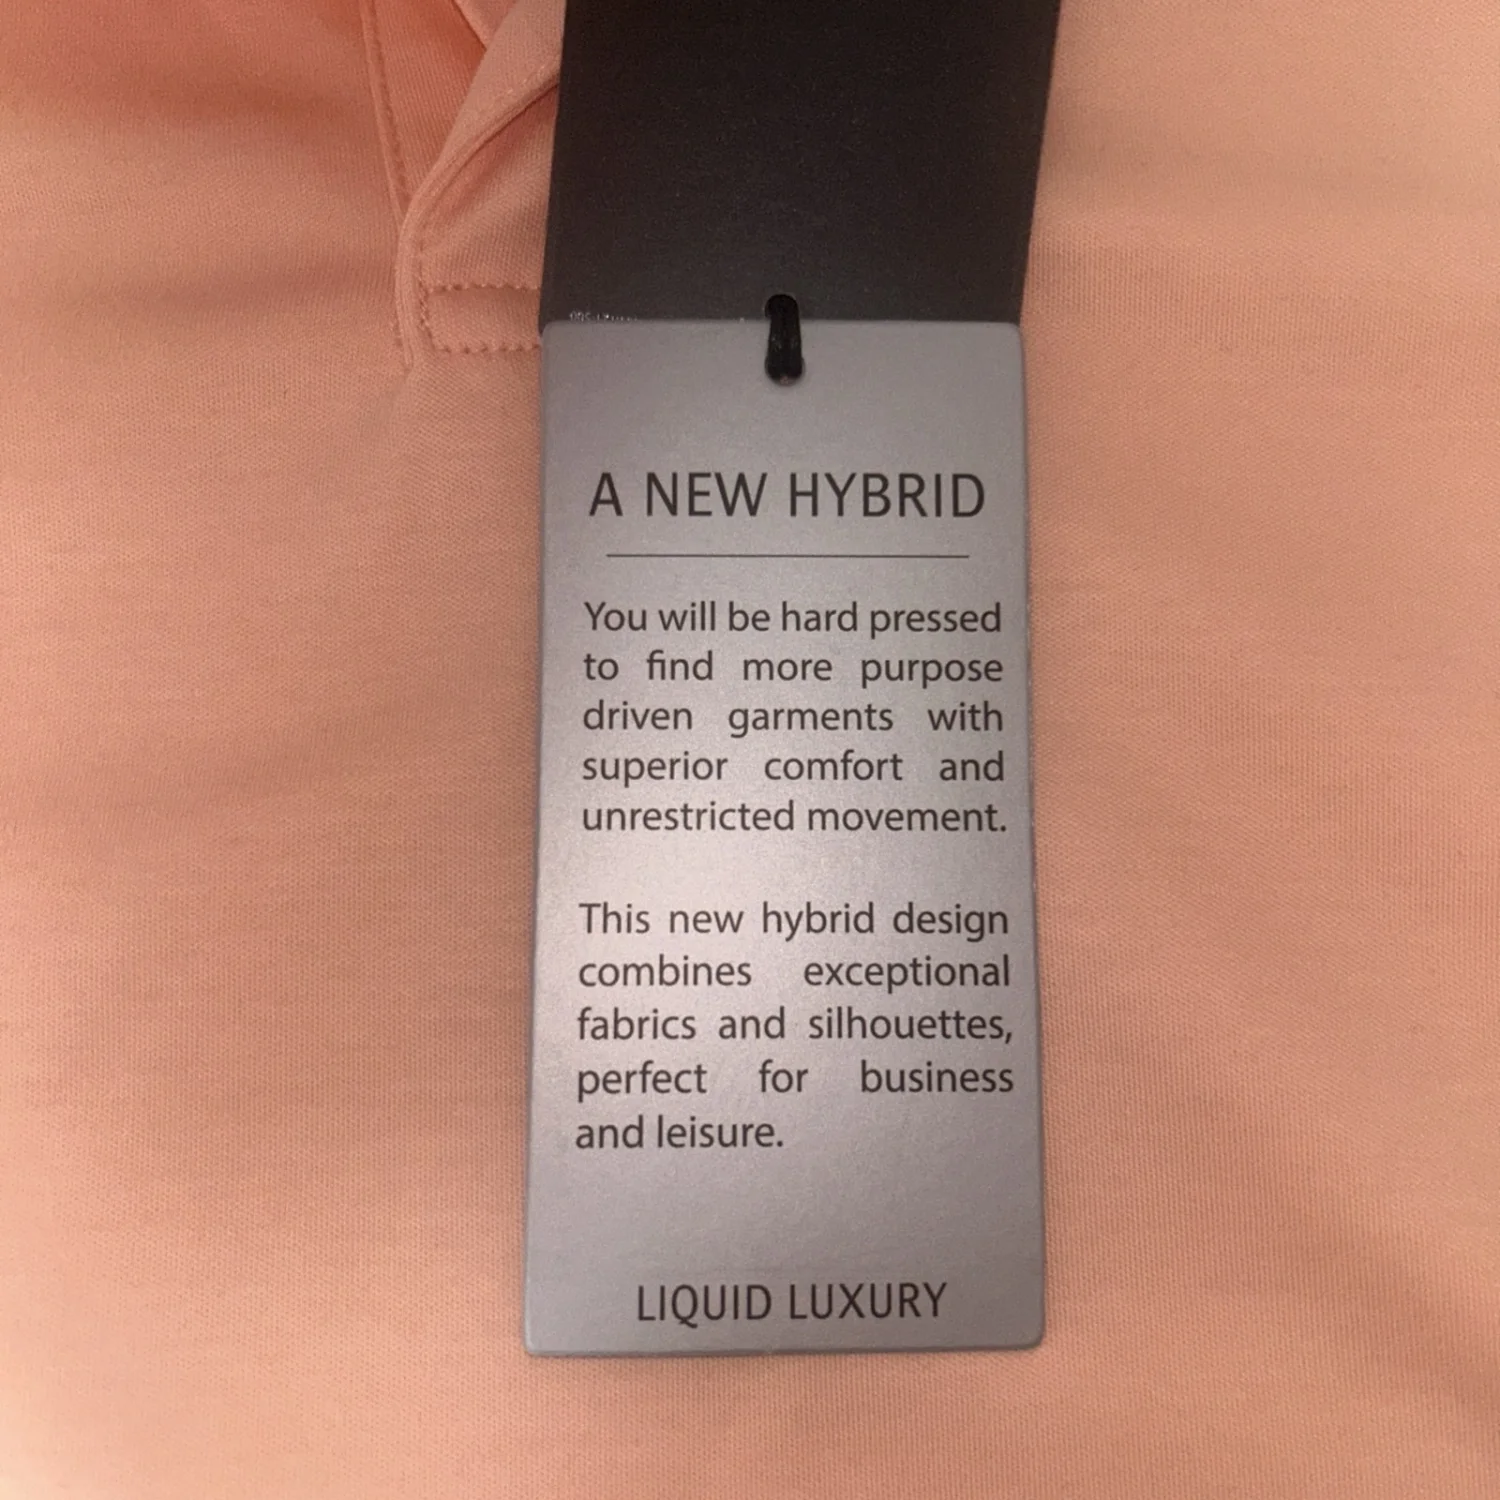 A NEW HYBRID
You will be hard pressed
to find more purpose
driven garments with
superior comfort and
unrestricted movement.
This new hybrid design
combines exceptional
fabrics and silhouettes,
perfect for business
and leisure.
LIQUID LUXURY